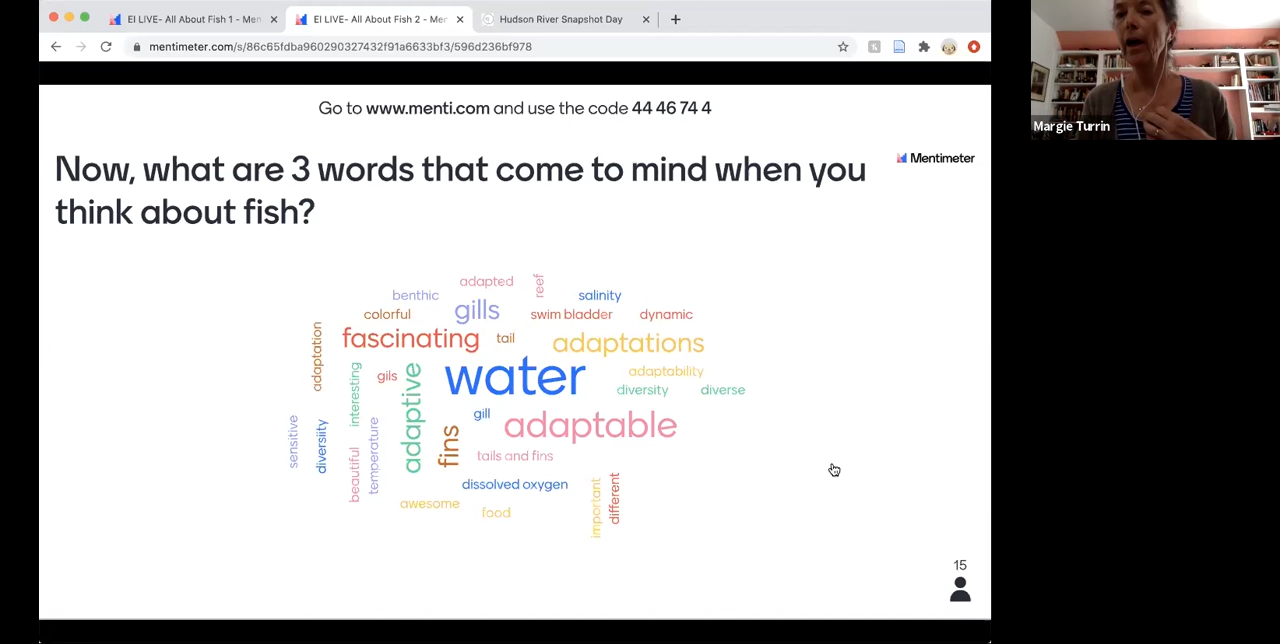 EI LIVE- All About Fish 1 - Men
EI LIVE- All About Fish 2 - Men
Hudson River Snapshot Day
mentimeter.com/s/86c65fdba960290327432f91a6633bf3/596d236bf978
Margie Turrin
Go to www.menti.com and use the code 44 46 74 4
Mentimeter
Now, what are 3 words that come to mind when you
think about fish?
adapted
reef
benthic
salinity
colorful
gills
swim bladder
dynamic
adaptation
fascinating
tail
adaptations
interesting
gils
adaptive
water
adaptability
diversity
diverse
sensitive
diversiity
beautiful
temperature
fins
gill
adaptable
tails and fins
dissolved oxygen
awesome
food
important
different
15